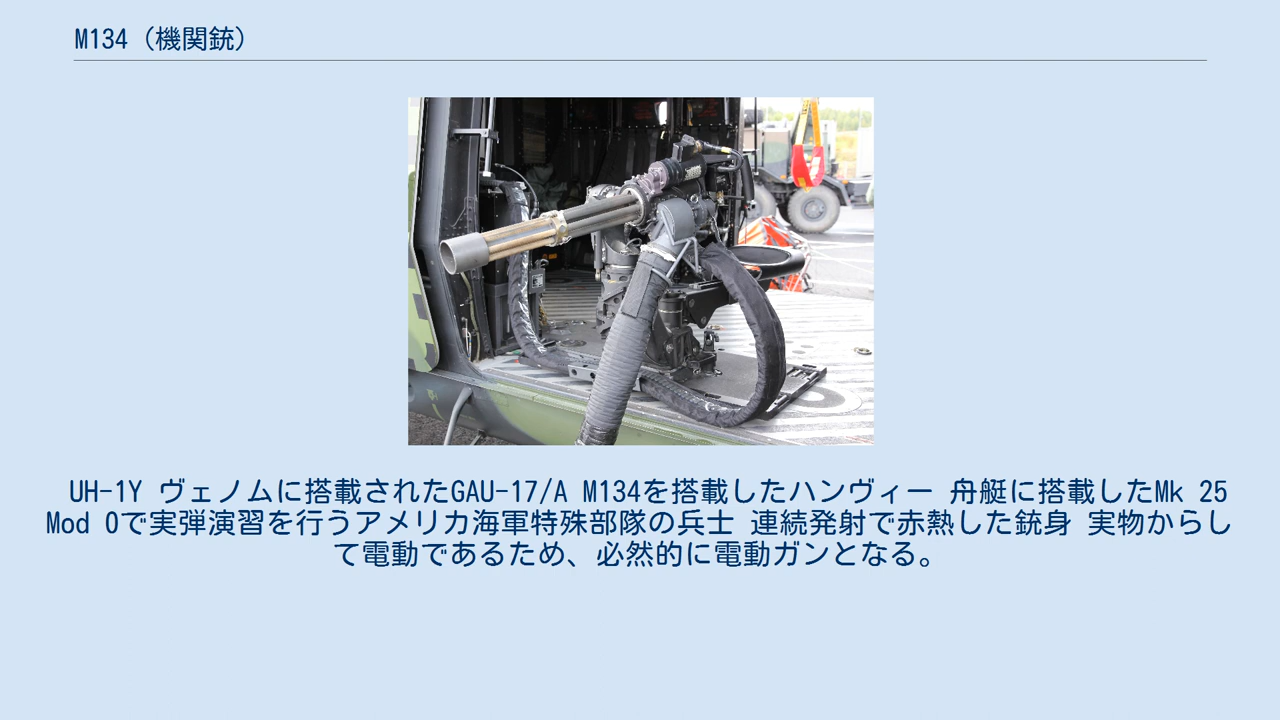 M134（機関銃）
UH-1Y ヴェノムに搭載されたGAU-17/A M134を搭載したハンヴィー 舟艇に搭載したMk 25
Mod 0で実弾演習を行うアメリカ海軍特殊部隊の兵士 連続発射で赤熱した銃身 実物からし
て電動であるため、必然的に電動ガンとなる。